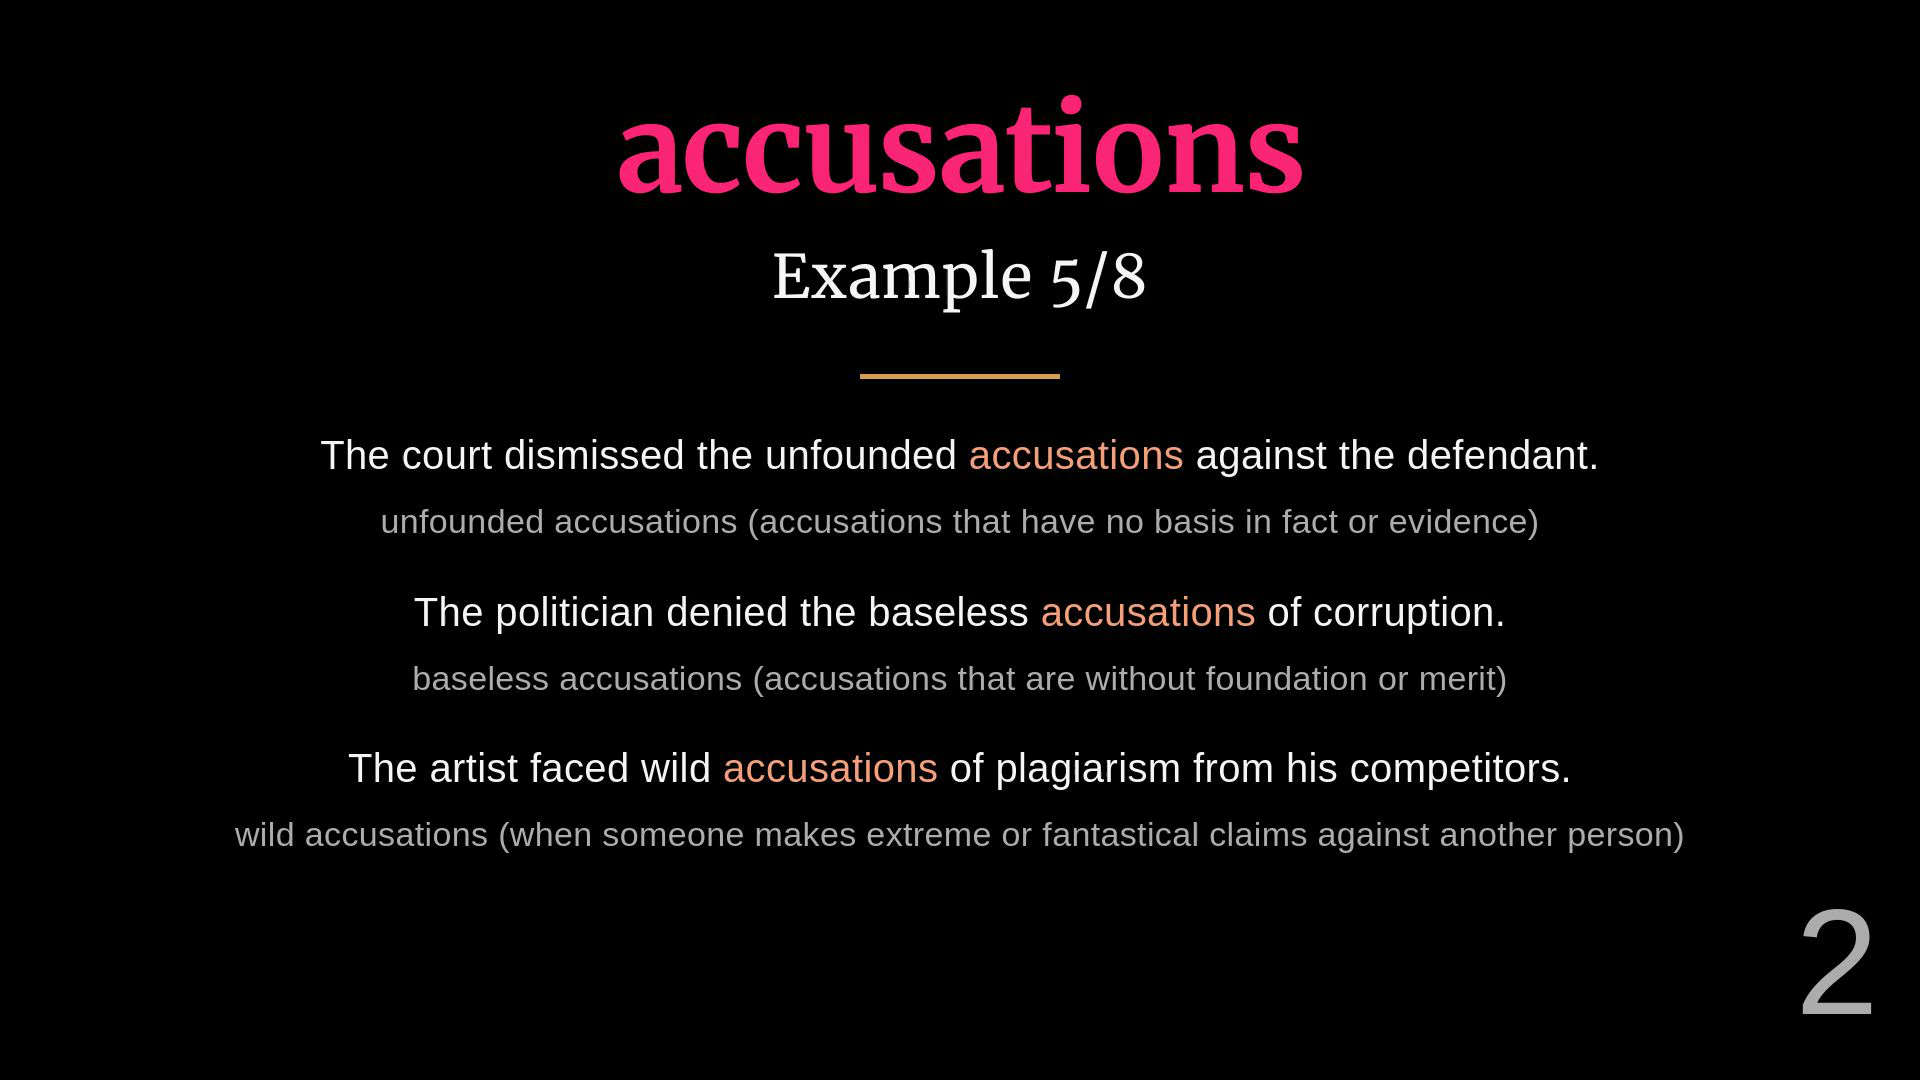 accusations
Example 5/8
The court dismissed the unfounded accusations against the defendant.
unfounded accusations (accusations that have no basis in fact or evidence)
The politician denied the baseless accusations of corruption.
baseless accusations (accusations that are without foundation or merit)
The artist faced wild accusations of plagiarism from his competitors.
wild accusations (when someone makes extreme or fantastical claims against another person)
2